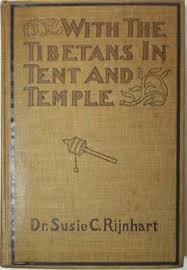 WITH THE
TIBETANS IN
TENT AND
TEMPLE
Dr. Susie C. Rijnhart